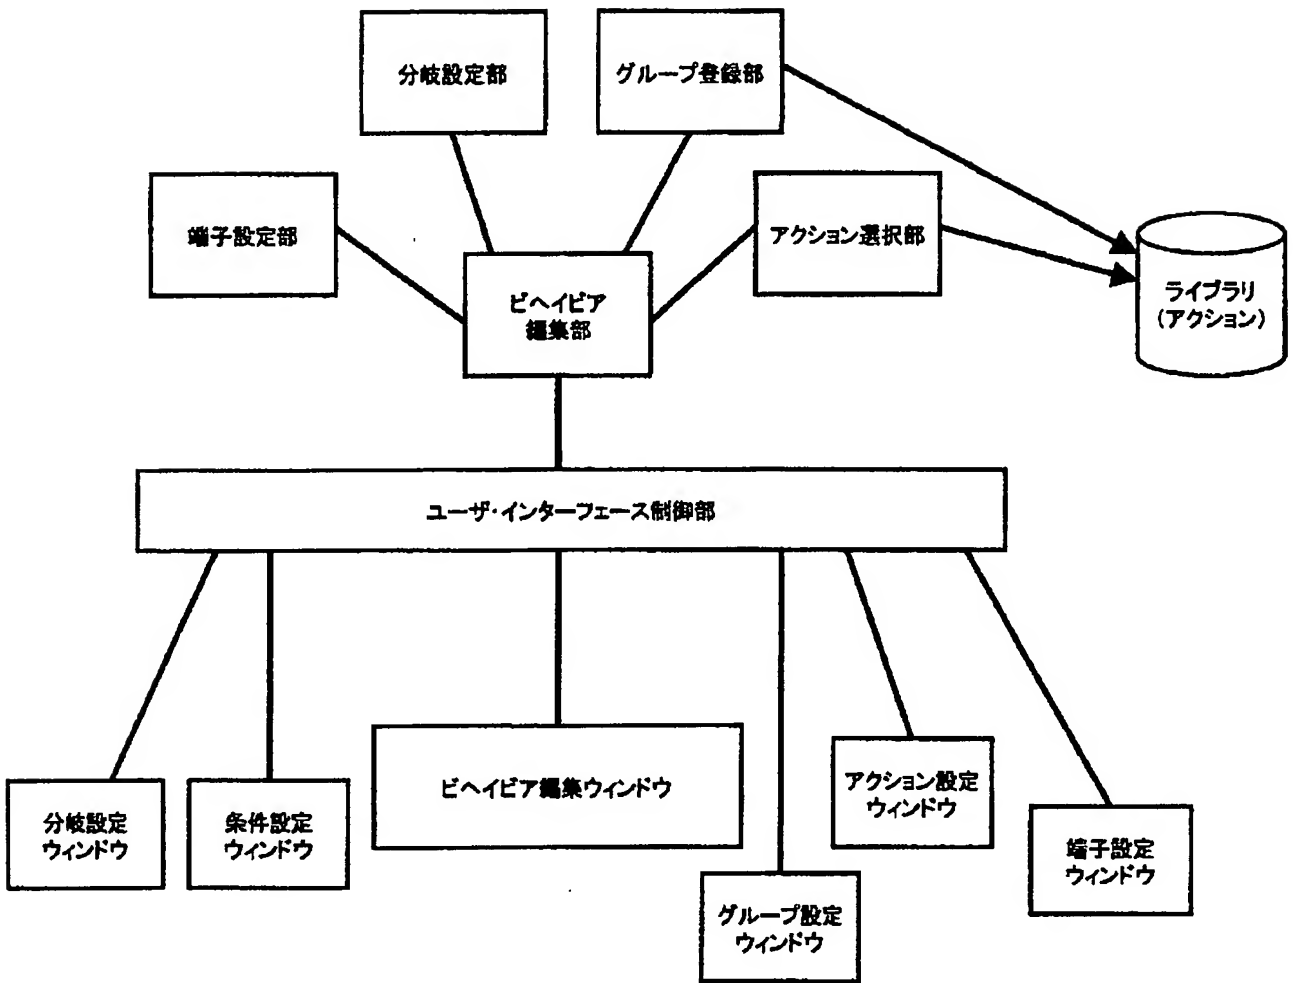 分岐設定部
グループ登録部
端子設定部
アクション選択部
ビヘイビア
編集部
ライブラリ
(アクション)
ユーザ・インターフェース制御部
分岐設定
ウィンドウ
条件設定
ウィンドウ
ビヘイビア編集ウィンドウ
アクション設定
ウィンドウ
端子設定
ウィンドウ
グループ設定
ウィンドウ